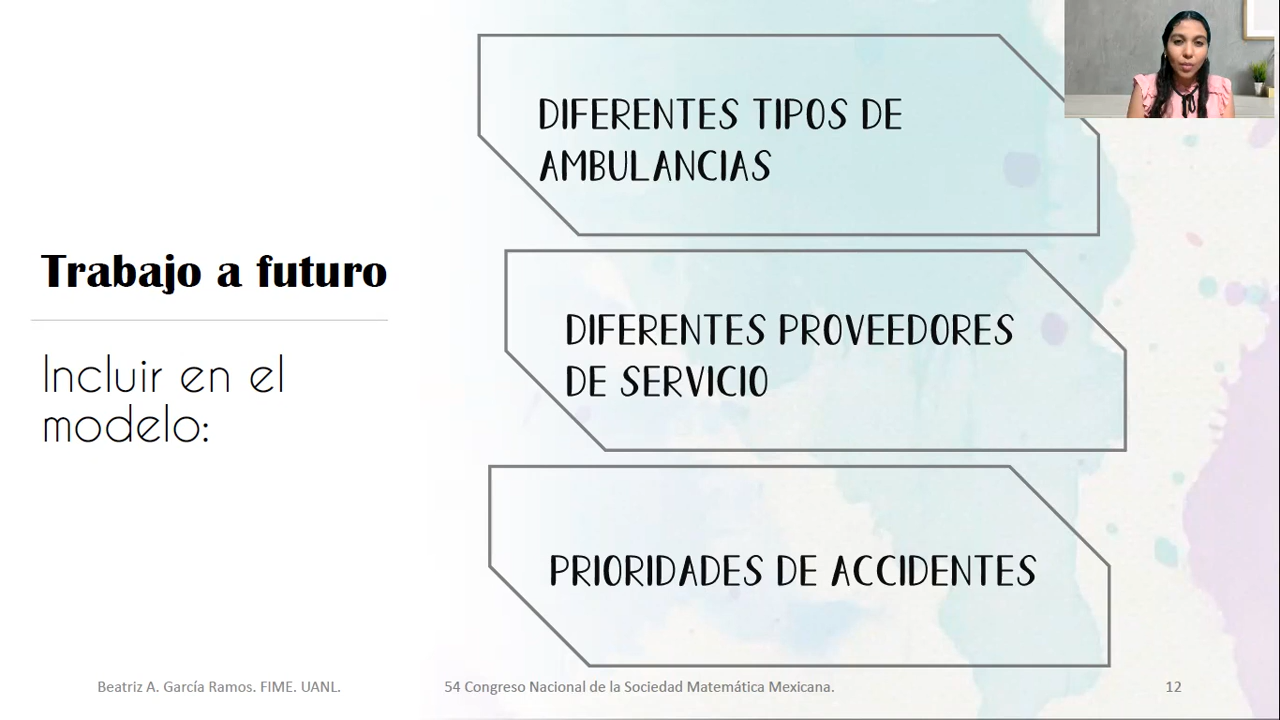 Trabajo a futuro
Incluir en el
modelo:
DIFERENTES TIPOS DE
AMBULANCIAS
DIFERENTES PROVEEDORES
DE SERVICIO
PRIORIDADES DE ACCIDENTES
Beatriz A. García Ramos. FIME. UANL.
54 Congreso Nacional de la Sociedad Matemática Mexicana.
12